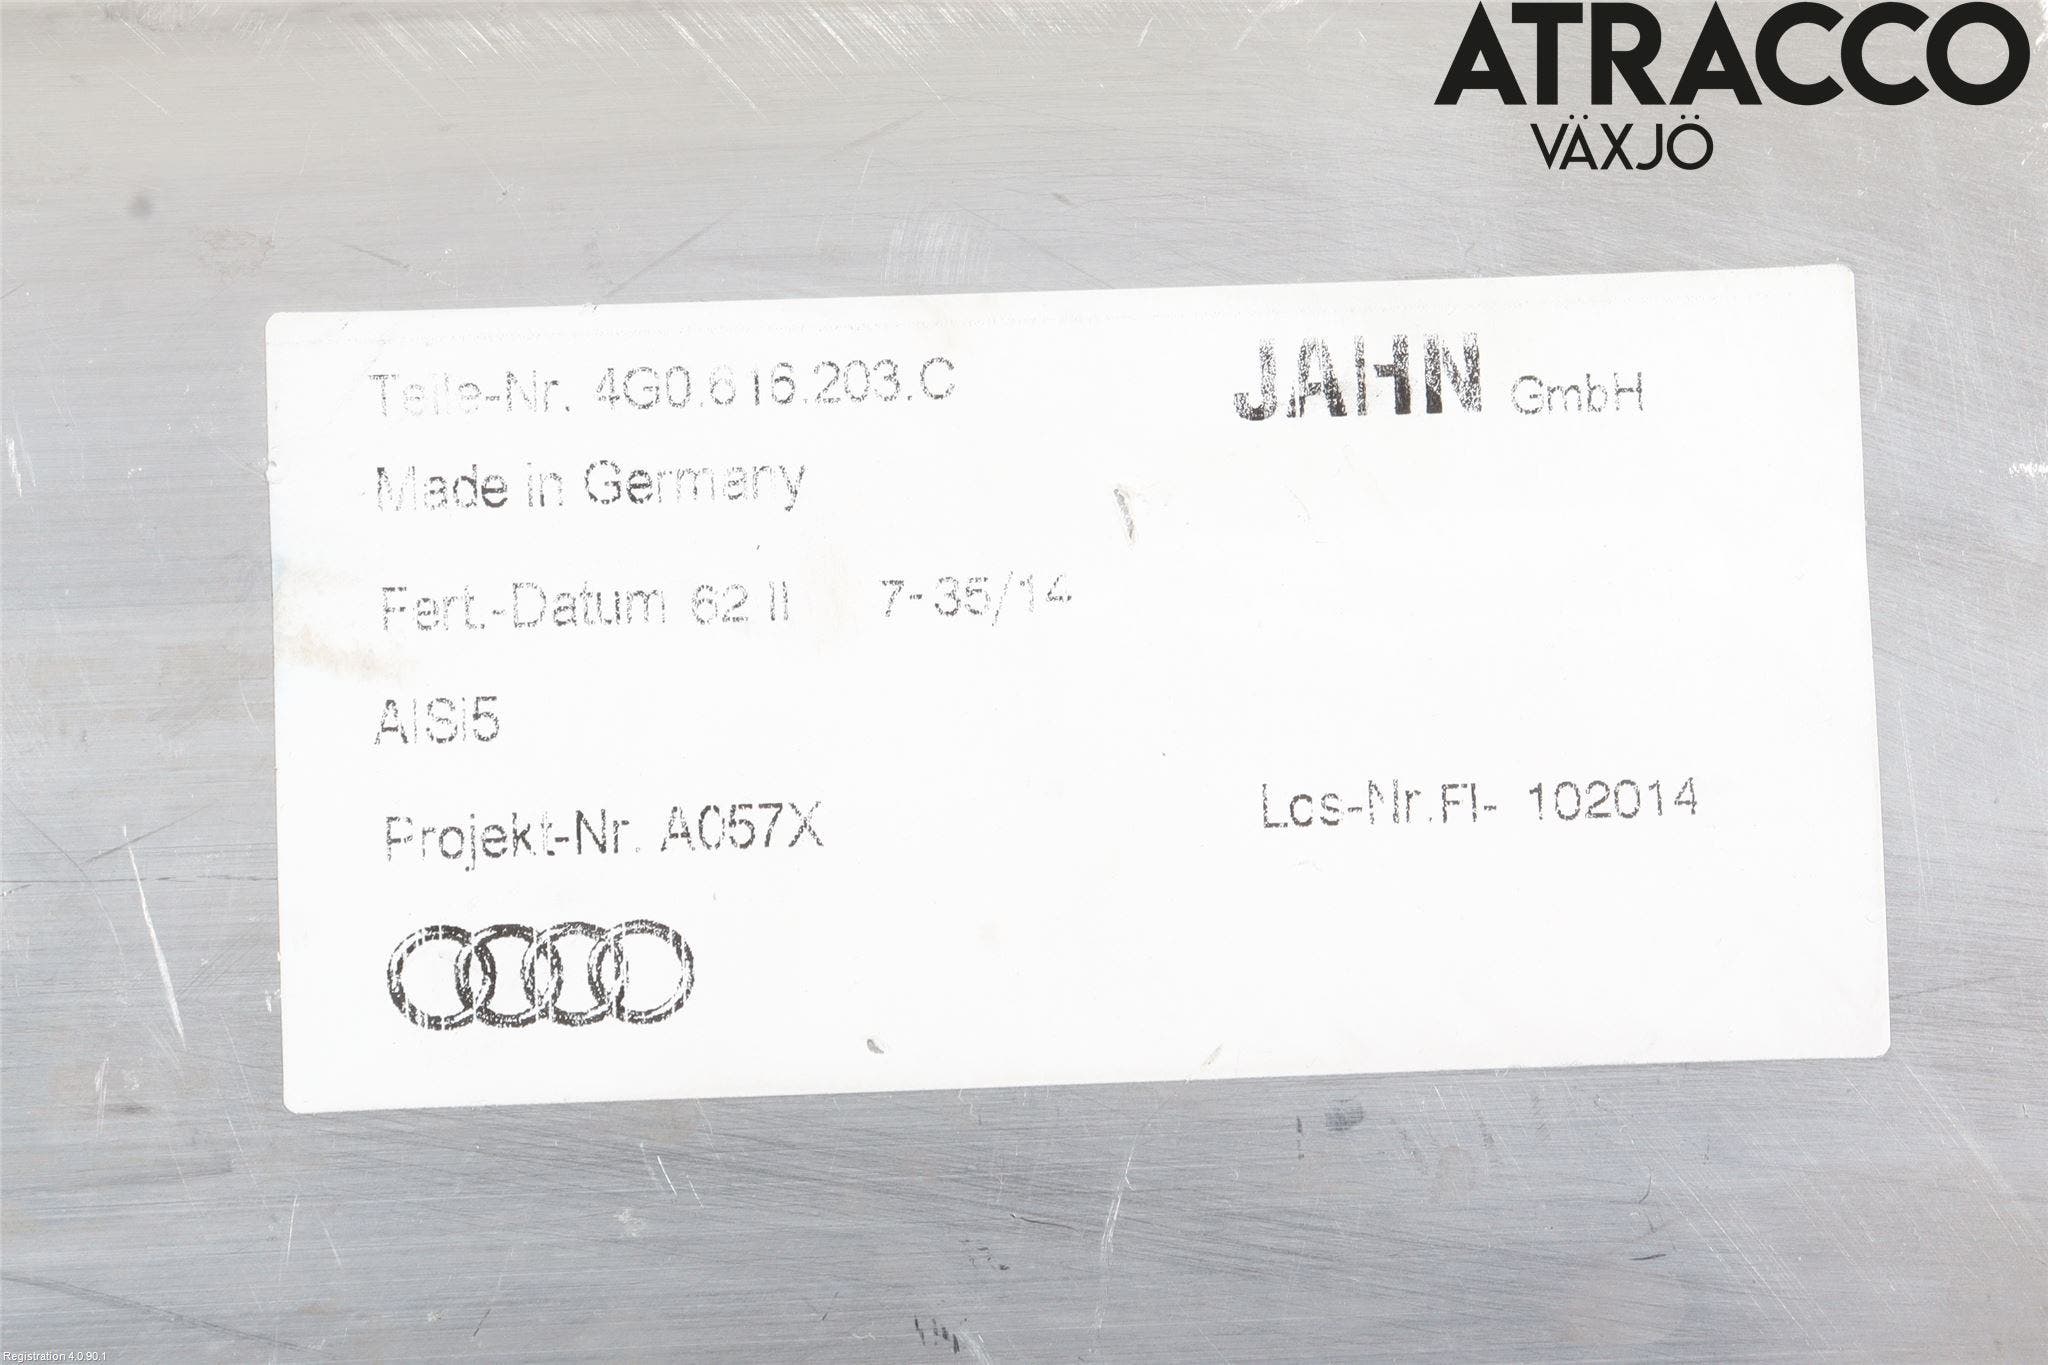 ATRACCO
VÄXJÖ
Teile-Nr. 4G0.616.203.C
JAHN GmbH
Made in Germany
Fert.-Datum 62 II 7-35/14
AlSi5
Projekt-Nr. A057X
Los-Nr.FI- 102014
Registration 4.0.90.1